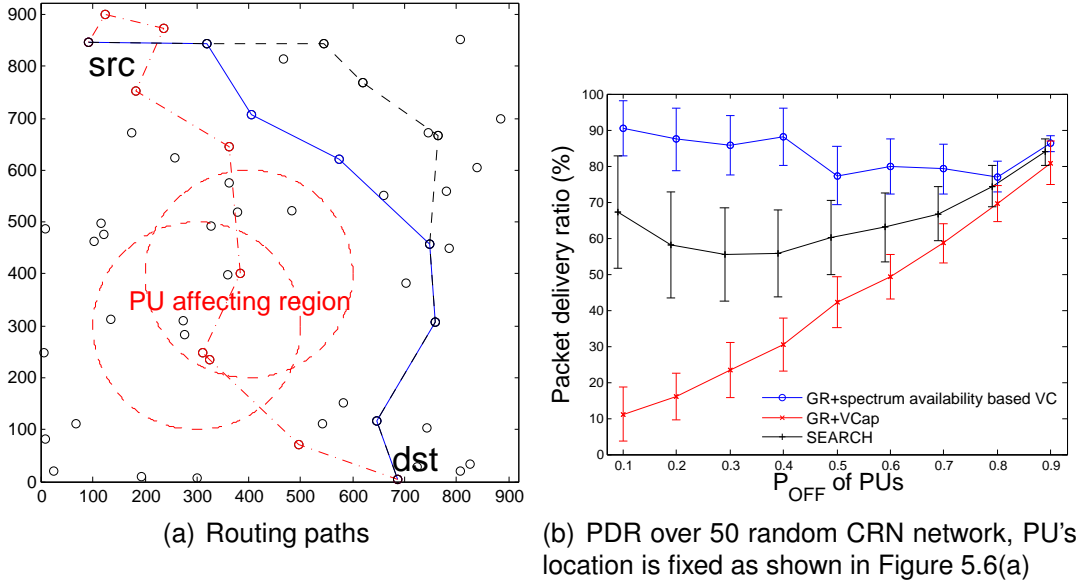 900
800
700
600
500
400
300
200
100
0
0 100 200 300 400 500 600 700 800 900
src
PU affecting region
dst
(a) Routing paths
Packet delivery ratio (%)
100
90
80
70
60
50
40
30
20
10
0
GR+spectrum availability based VC
GR+VCap
SEARCH
0.1 0.2 0.3 0.4 0.5 0.6 0.7 0.8 0.9
P_OFF of PUs
(b) PDR over 50 random CRN network, PU's
location is fixed as shown in Figure 5.6(a)